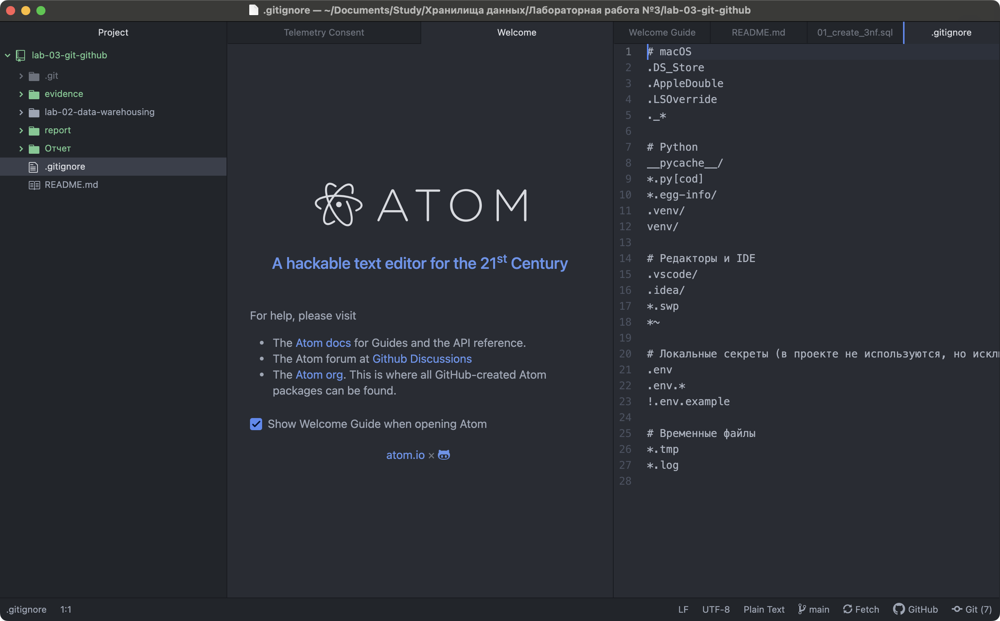 .gitignore — ~/Documents/Study/Хранилища данных/Лабораторная работа №3/lab-03-git-github
Project
lab-03-git-github
.git
evidence
lab-02-data-warehousing
report
Отчет
.gitignore
README.md
Telemetry Consent
Welcome
ATOM
A hackable text editor for the 21st Century
For help, please visit
• The Atom docs for Guides and the API reference.
• The Atom forum at Github Discussions
• The Atom org. This is where all GitHub-created Atom
packages can be found.
Show Welcome Guide when opening Atom
atom.io ×
Welcome Guide
README.md
01_create_3nf.sql
.gitignore
1 # macOS
2 .DS_Store
3 .AppleDouble
4 .LSOverride
5 ._*
6
7 # Python
8 __pycache__/
9 *.py[cod]
10 *.egg-info/
11 .venv/
12 venv/
13
14 # Редакторы и IDE
15 .vscode/
16 .idea/
17 *.swp
18 *~
19
20 # Локальные секреты (в проекте не используются, но искл
21 .env
22 .env.*
23 !.env.example
24
25 # Временные файлы
26 *.tmp
27 *.log
28
.gitignore 1:1
LF UTF-8 Plain Text main Fetch GitHub Git (7)